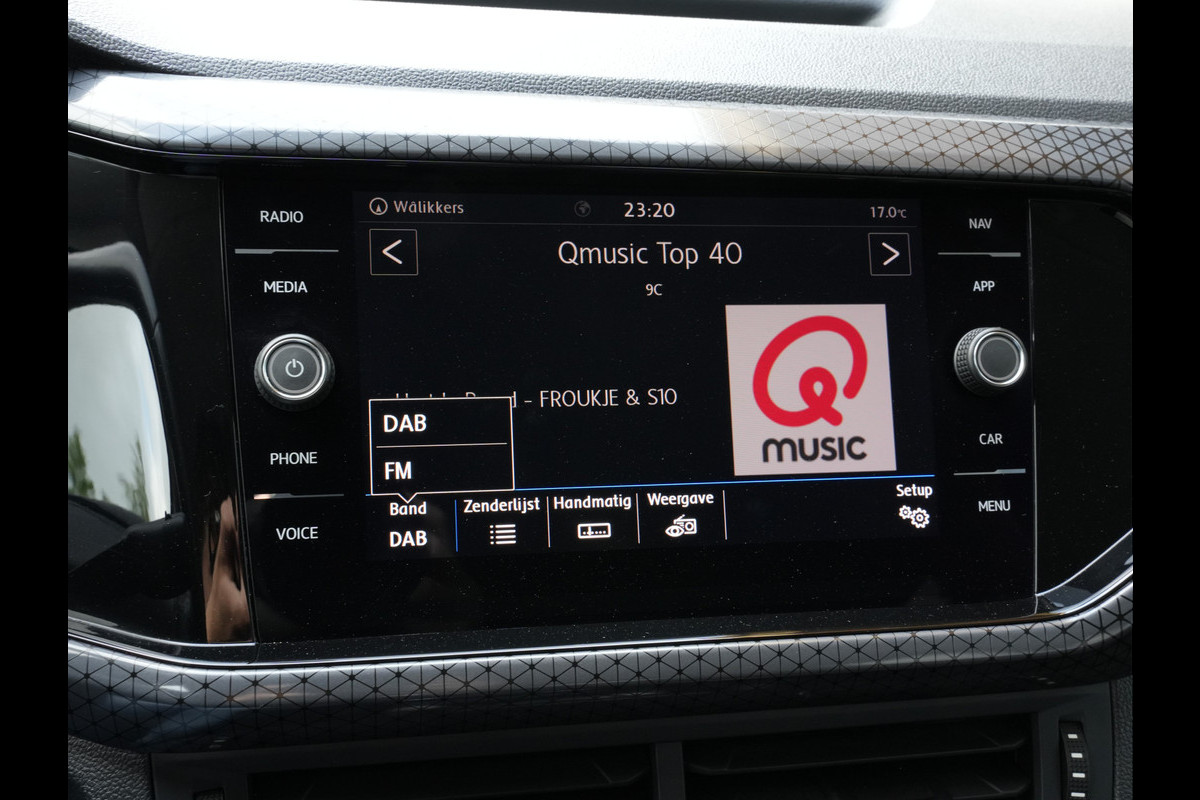 RADIO
MEDIA
PHONE
VOICE
Wâlikkers
23:20
17.0°C
<
Qmusic Top 40
>
9C
- FROUKJE & S10
Q
MUSIC
DAB
FM
Band
DAB
Zenderlijst
Handmatig
Weergave
Setup
NAV
APP
CAR
MENU